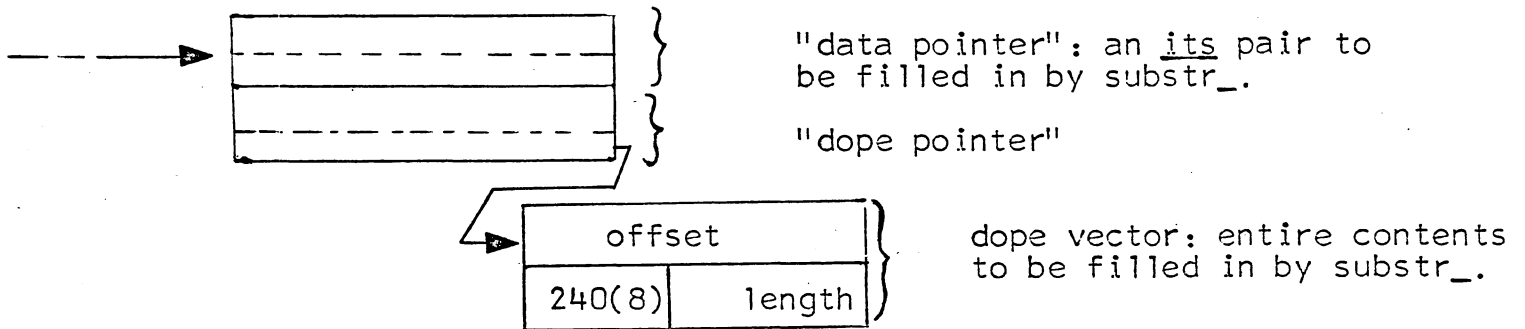 "data pointer": an its pair to
be filled in by substr_.
"dope pointer"
offset
dope vector: entire contents
240(8) length
to be filled in by substr_.